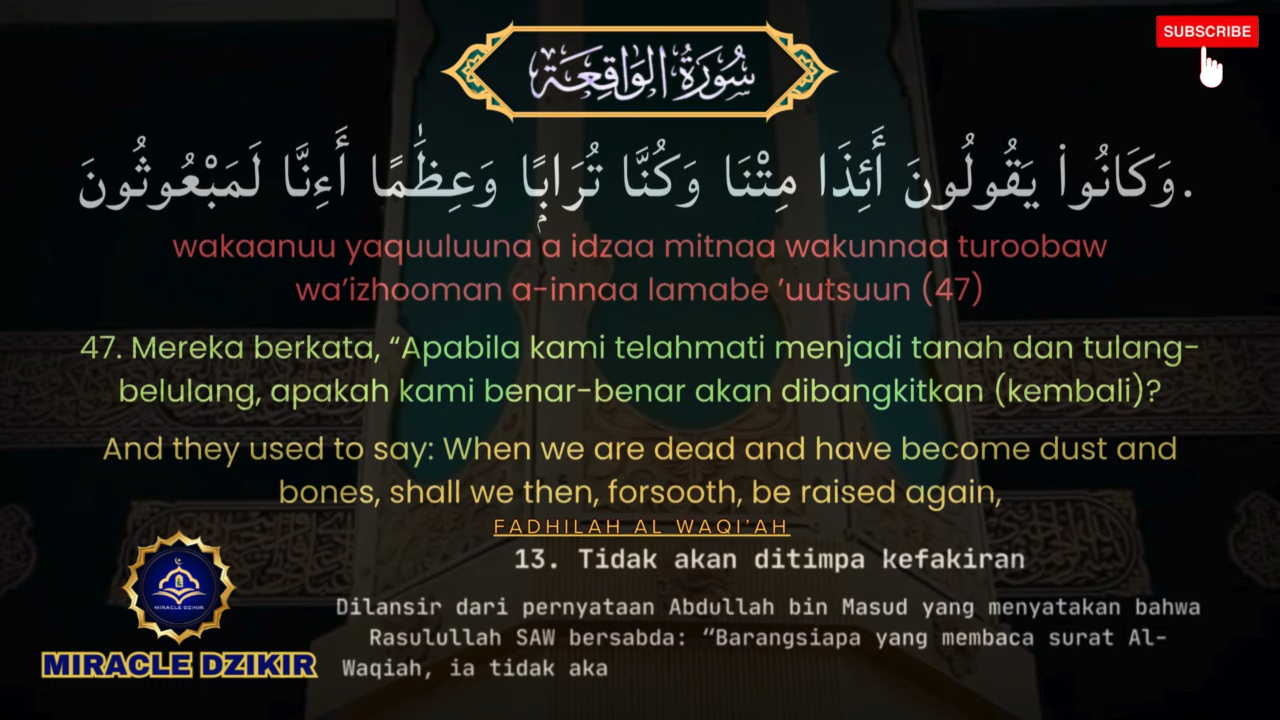 SUBSCRIBE
سُورَةُ الوَاقِعَة
وَكَانُوا۟ يَقُولُونَ أَئِذَا مِتْنَا وَكُنَّا تُرَابًۭا وَعِظَٰمًا أَءِنَّا لَمَبْعُوثُونَ.
wakaanuu yaquuluuna a idzaa mitnaa wakunnaa turoobaw
wa’izhooman a-innaa lamabe ’uutsuun (47)
47. Mereka berkata, “Apabila kami telahmati menjadi tanah dan tulang-
belulang, apakah kami benar-benar akan dibangkitkan (kembali)?
And they used to say: When we are dead and have become dust and
bones, shall we then, forsooth, be raised again,
FADHILAH AL WAQI’AH
13. Tidak akan ditimpa kefakiran
Dilansir dari pernyataan Abdullah bin Masud yang menyatakan bahwa
Rasulullah SAW bersabda: “Barangsiapa yang membaca surat Al-
Waqiah, ia tidak aka
MIRACLE DZIKIR
MIRACLE DZIKIR